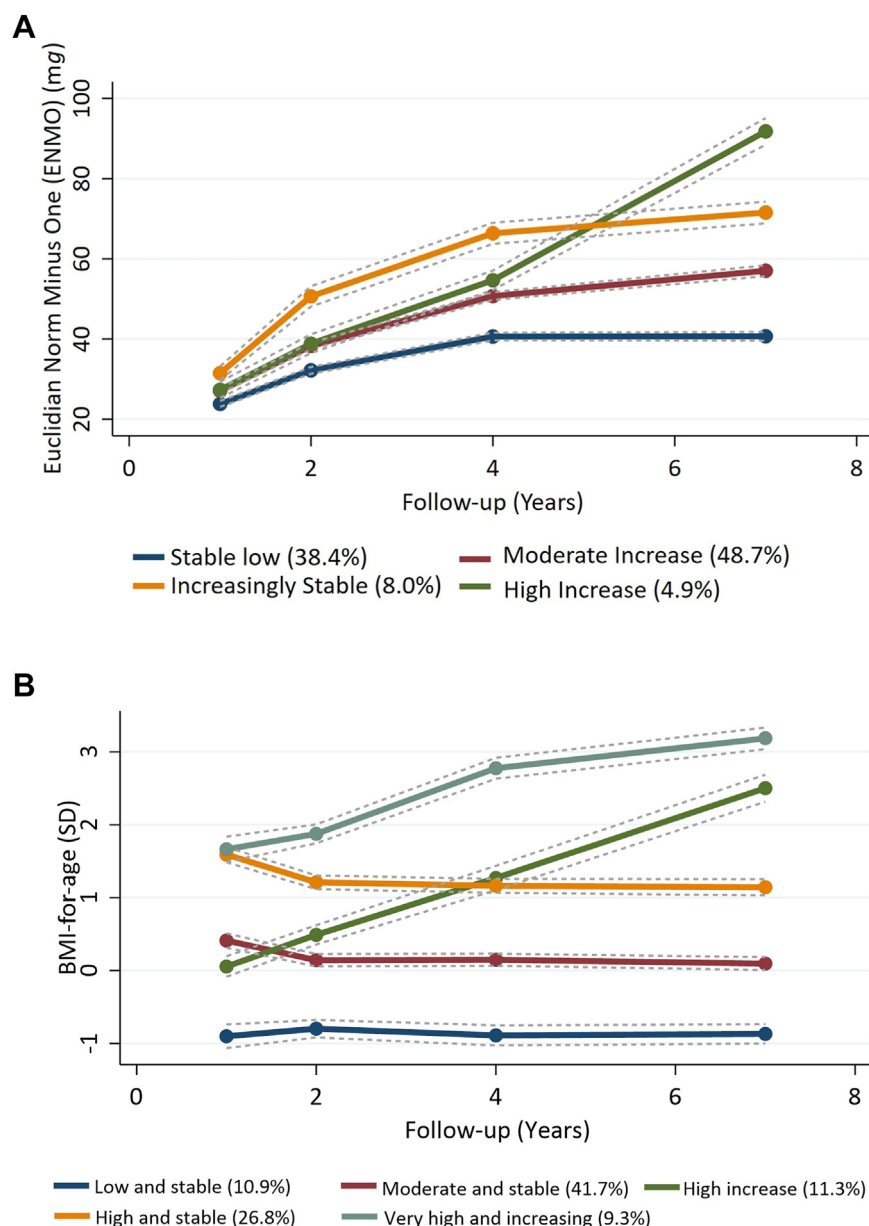 A
Euclidian Norm Minus One (ENMO) (mg)
100
80
60
40
20
0 2 4 6 8
Follow-up (Years)
Stable low (38.4%) Moderate Increase (48.7%)
Increasingly Stable (8.0%) High Increase (4.9%)
B
BMI-for-age (SD)
3
2
1
0
-1
0 2 4 6 8
Follow-up (Years)
Low and stable (10.9%) Moderate and stable (41.7%) High increase (11.3%)
High and stable (26.8%) Very high and increasing (9.3%)